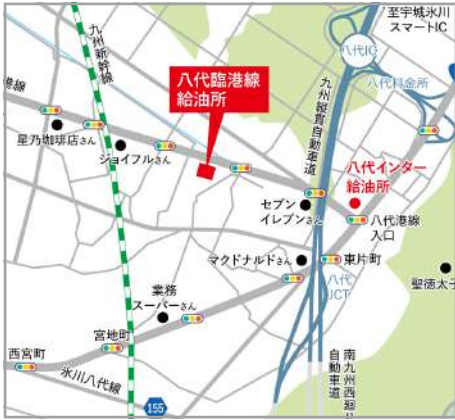 至宇城氷川
スマートIC
九州新幹線
八代IC
八代料金所
八代臨港線
給油所
九州縦貫自動車道
港線
星乃珈琲店さん
ジョイフルさん
八代インター
給油所
セブン
イレブンさん
八代港線
入口
マクドナルドさん
東片町
八代
JCT
聖徳太子
業務
スーパーさん
宮地町
西宮町
氷川八代線
155
南九州西廻り
自動車道